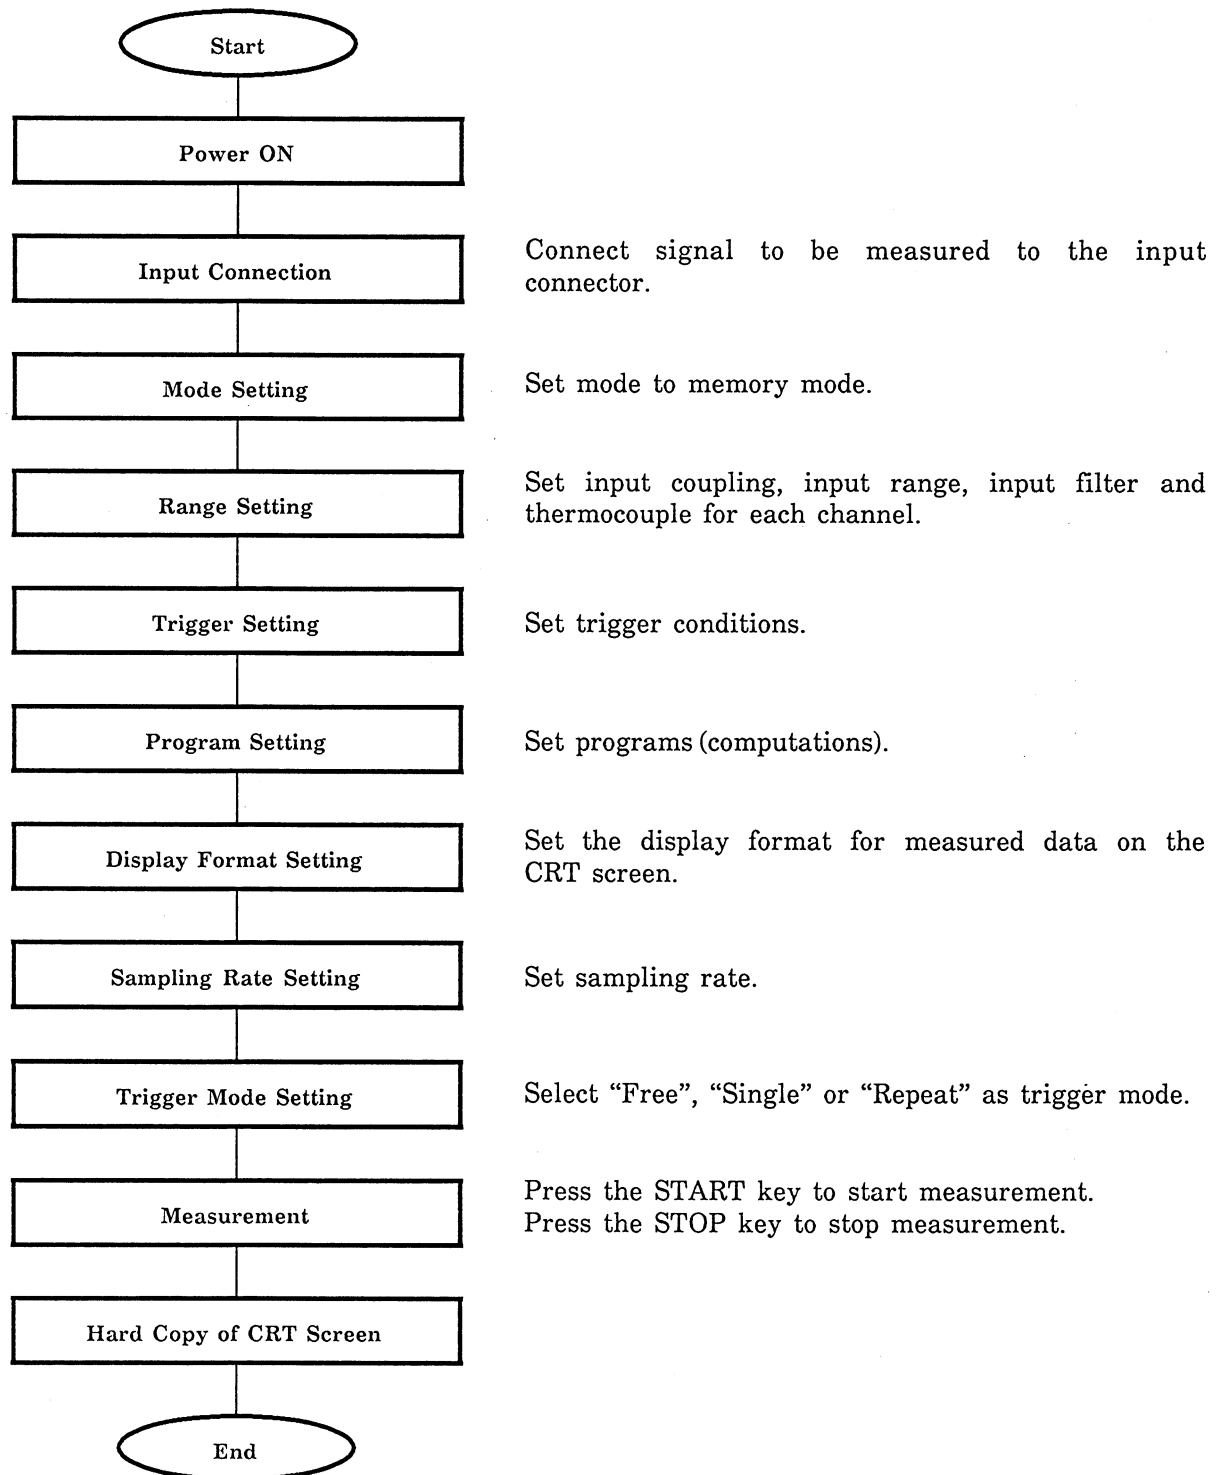 Start
Power ON
Input Connection
Connect signal to be measured to the input
connector.
Mode Setting
Set mode to memory mode.
Range Setting
Set input coupling, input range, input filter and
thermocouple for each channel.
Trigger Setting
Set trigger conditions.
Program Setting
Set programs (computations).
Display Format Setting
Set the display format for measured data on the
CRT screen.
Sampling Rate Setting
Set sampling rate.
Trigger Mode Setting
Select “Free”, “Single” or “Repeat” as trigger mode.
Measurement
Press the START key to start measurement.
Press the STOP key to stop measurement.
Hard Copy of CRT Screen
End